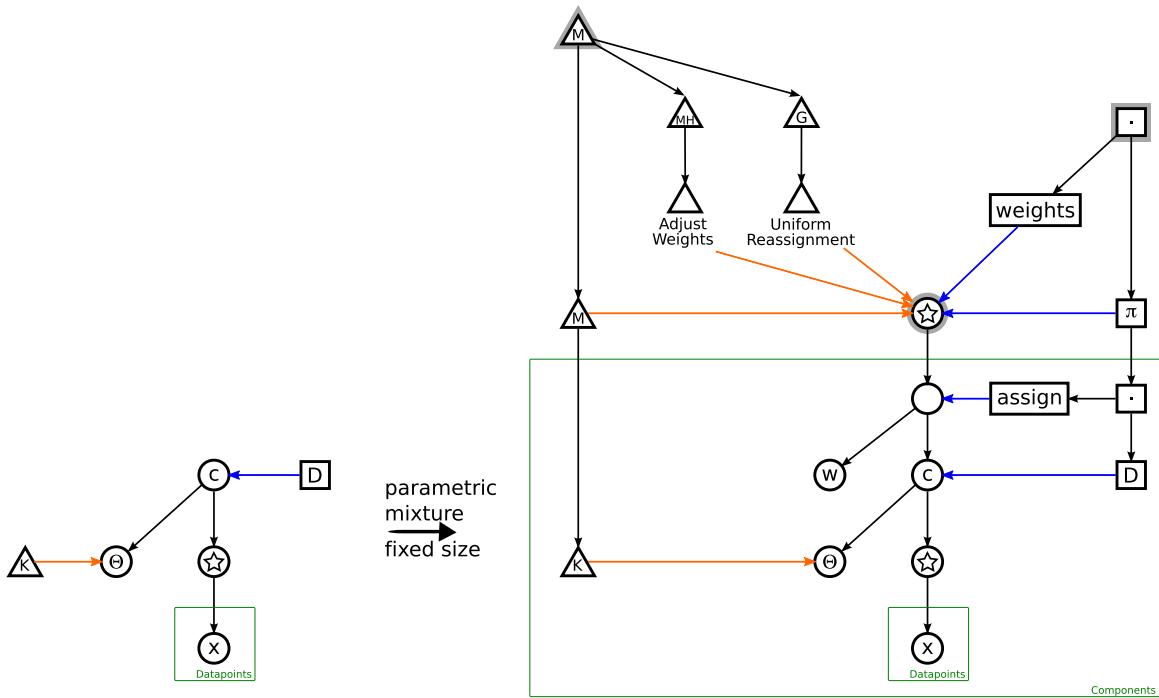 M
MH
G
·
Adjust
Weights
Uniform
Reassignment
weights
M
π
assign
·
c
D
parametric
mixture
fixed size
w
c
D
K
Θ
K
Θ
x
Datapoints
x
Datapoints
Components